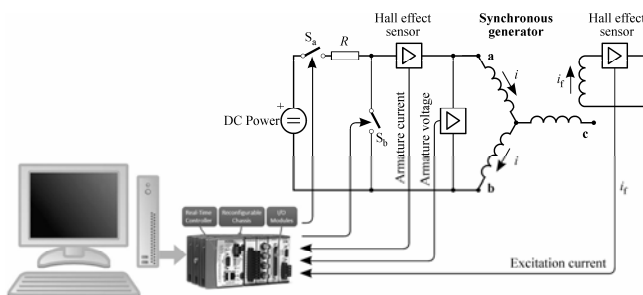 Hall effect
sensor
Synchronous
generator
Hall effect
sensor
Sa
R
a
i
if
+
DC Power
Sb
Armature current
Armature voltage
c
b
i
if
Real-Time
Controller
Reconfigurable
Chassis
I/O
Modules
Excitation current